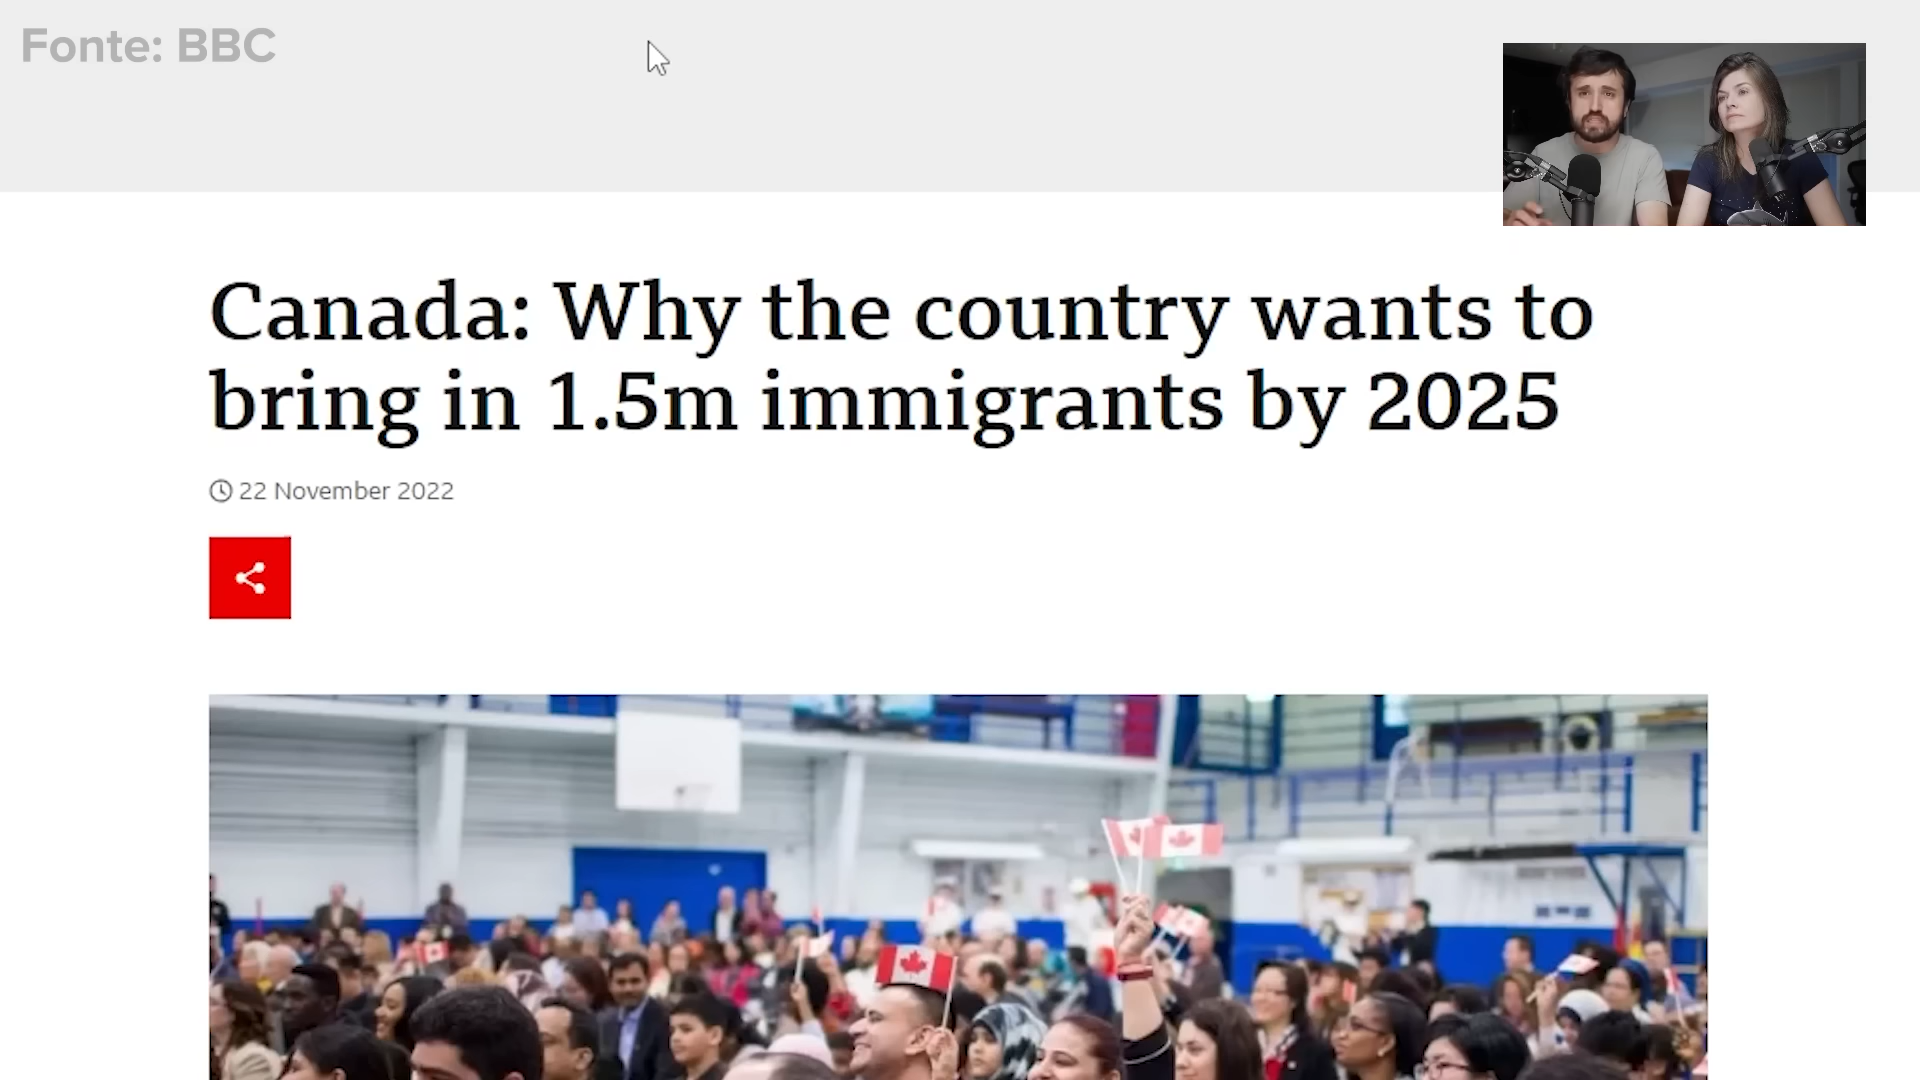 Fonte: BBC
Canada: Why the country wants to
bring in 1.5m immigrants by 2025
22 November 2022